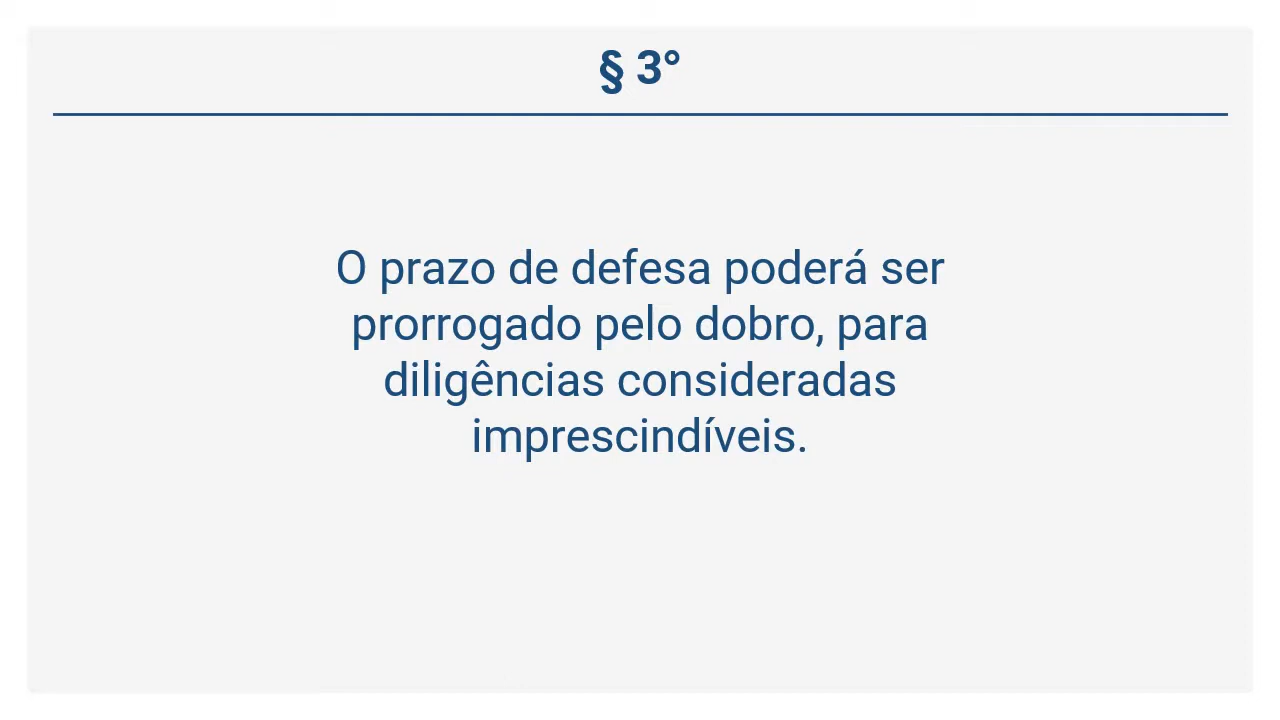 § 3°
O prazo de defesa poderá ser
prorrogado pelo dobro, para
diligências consideradas
imprescindíveis.